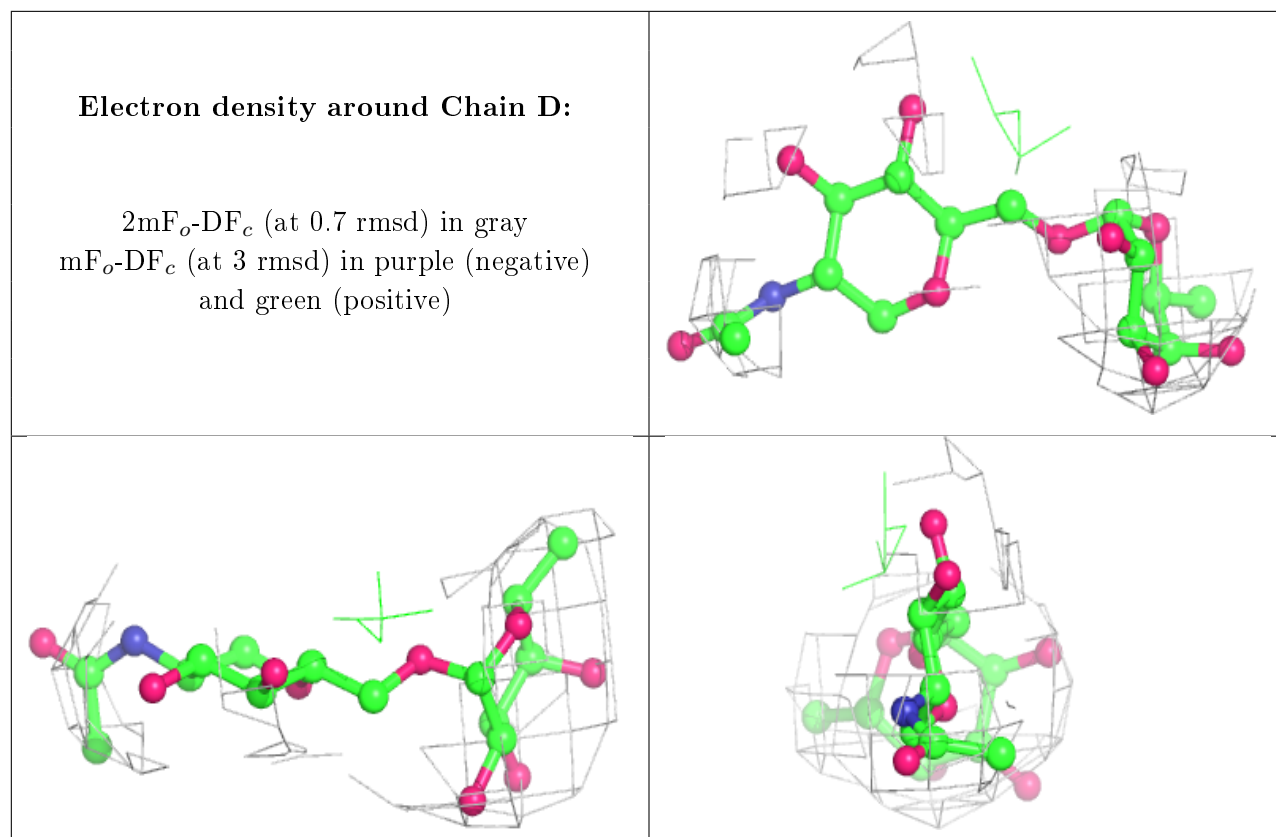 Electron density around Chain D:
2mFₒ-DF𝒸 (at 0.7 rmsd) in gray
mFₒ-DF𝒸 (at 3 rmsd) in purple (negative)
and green (positive)